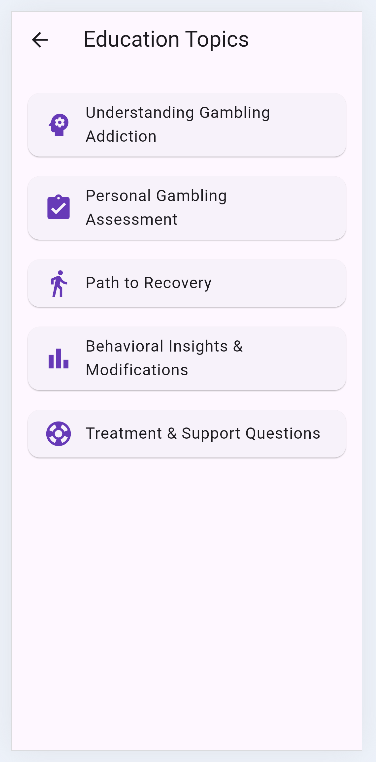 Education Topics
Understanding Gambling
Addiction
Personal Gambling
Assessment
Path to Recovery
Behavioral Insights &
Modifications
Treatment & Support Questions